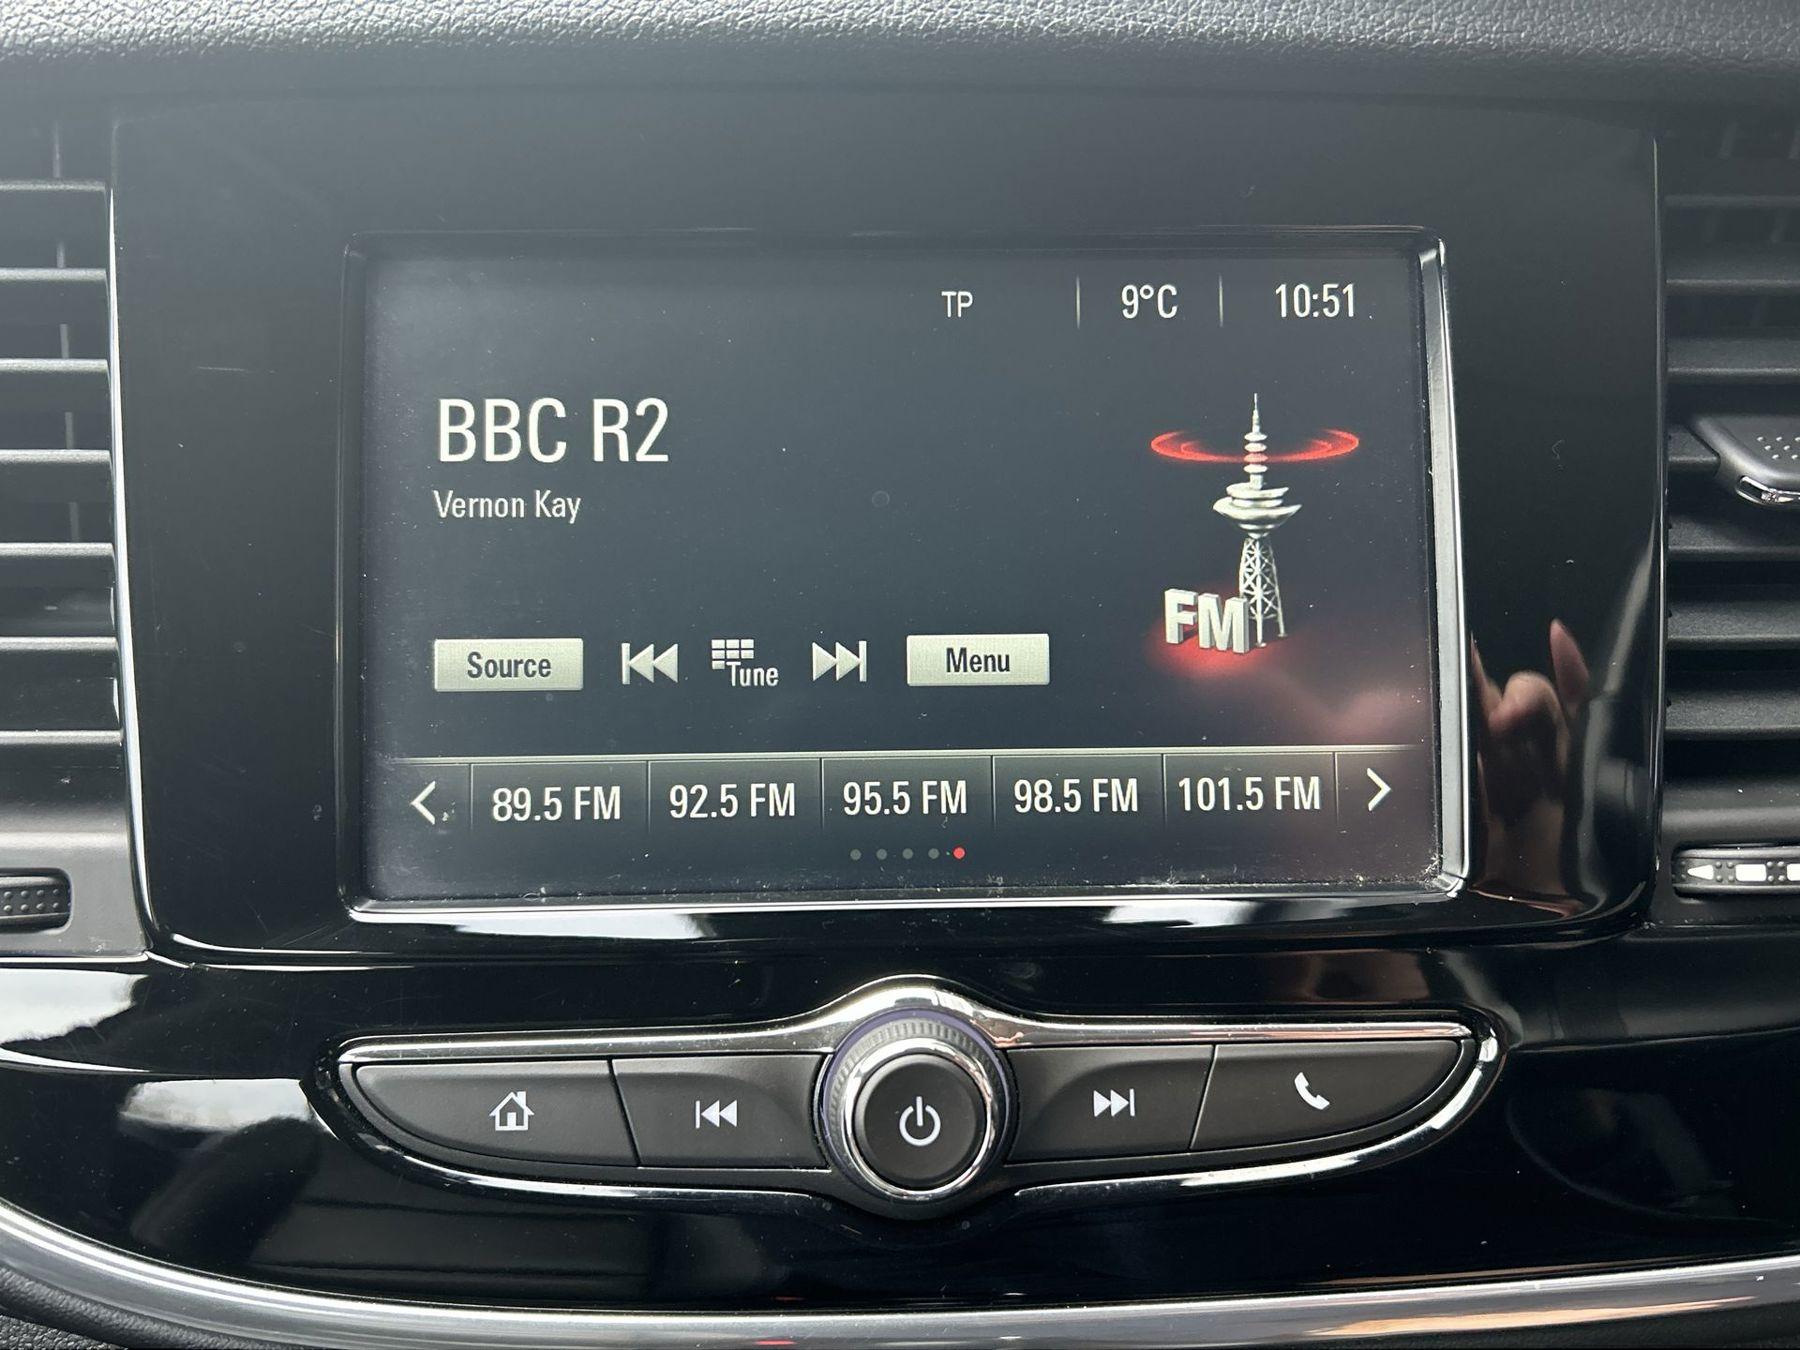 TP 9°C 10:51
BBC R2
Vernon Kay
FM
Source Tune Menu
89.5 FM 92.5 FM 95.5 FM 98.5 FM 101.5 FM